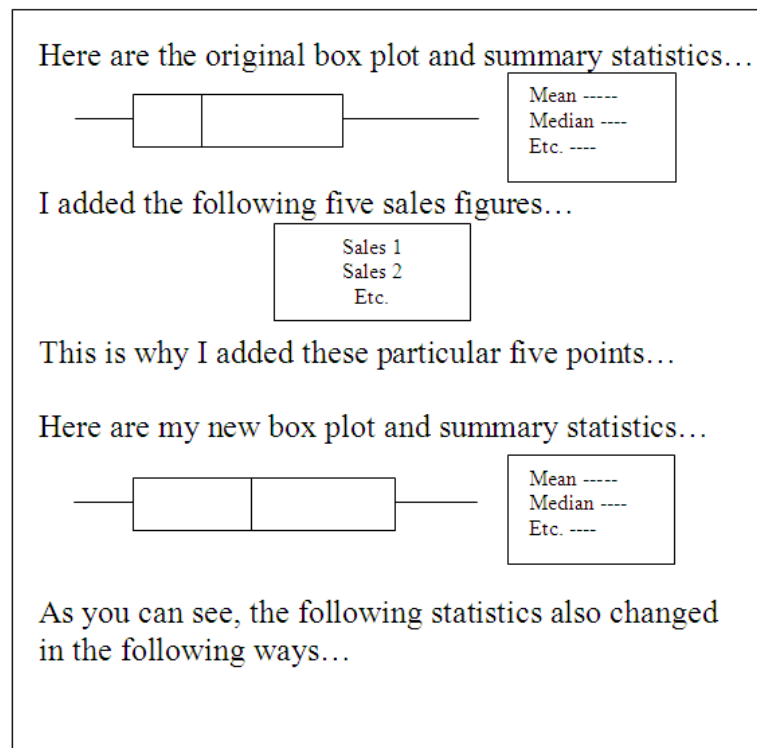 Here are the original box plot and summary statistics…
Mean -----
Median ----
Etc. ----
I added the following five sales figures…
Sales 1
Sales 2
Etc.
This is why I added these particular five points…
Here are my new box plot and summary statistics…
Mean -----
Median ----
Etc. ----
As you can see, the following statistics also changed
in the following ways…